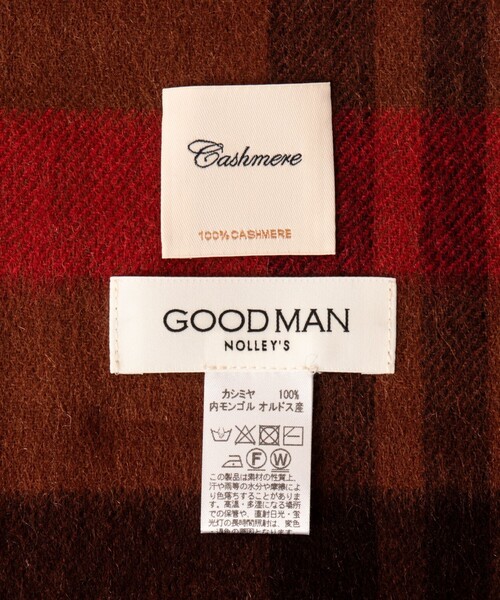 Cashmere
100% CASHMERE
GOODMAN
NOLLEY'S
カシミヤ 100%
内モンゴル オルドス産
F W
この製品は素材の性質上、
汗や雨等の水分や摩擦によ
り色落ちすることがありま
す。高温・多湿になる場所
での保管や、直射日光・蛍
光灯の長時間照射は、変色